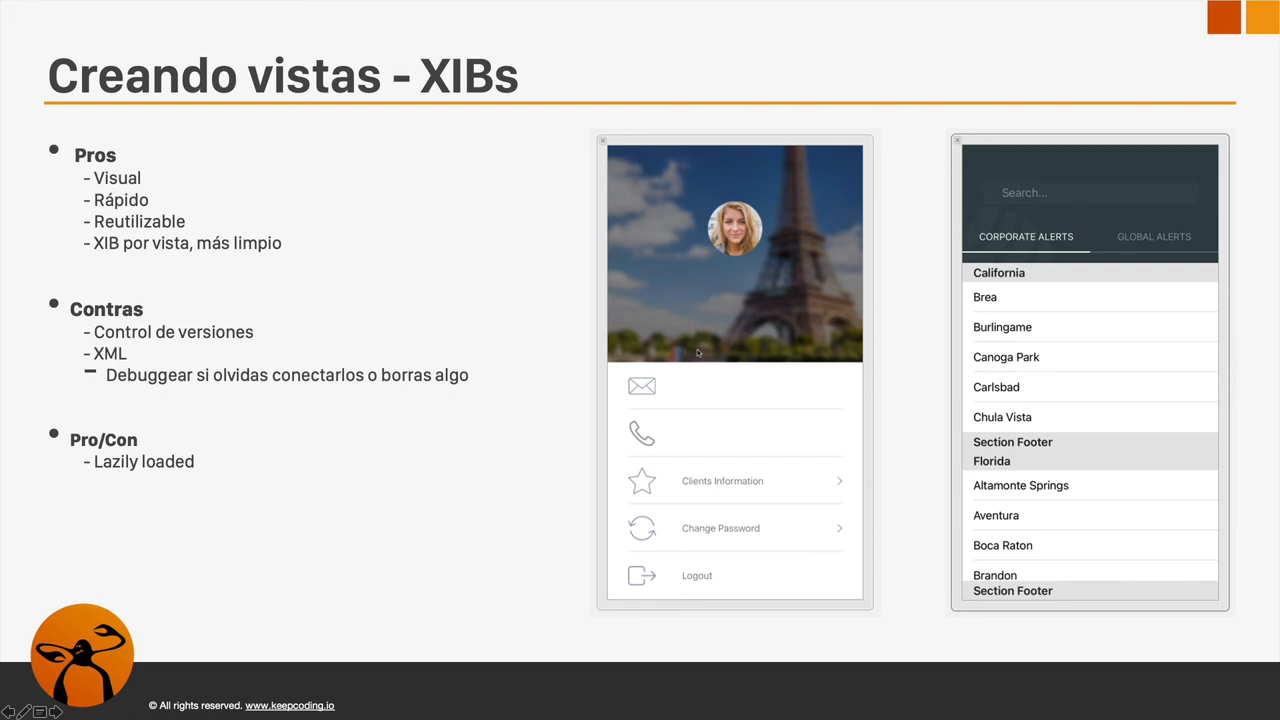 Creando vistas - XIBs
• Pros
- Visual
- Rápido
- Reutilizable
- XIB por vista, más limpio
• Contras
- Control de versiones
- XML
- Debuggear si olvidas conectarlos o borras algo
• Pro/Con
- Lazily loaded
Clients Information
Change Password
Logout
Search...
CORPORATE ALERTS GLOBAL ALERTS
California
Brea
Burlingame
Canoga Park
Carlsbad
Chula Vista
Section Footer
Florida
Altamonte Springs
Aventura
Boca Raton
Brandon
Section Footer
© All rights reserved. www.keepcoding.io